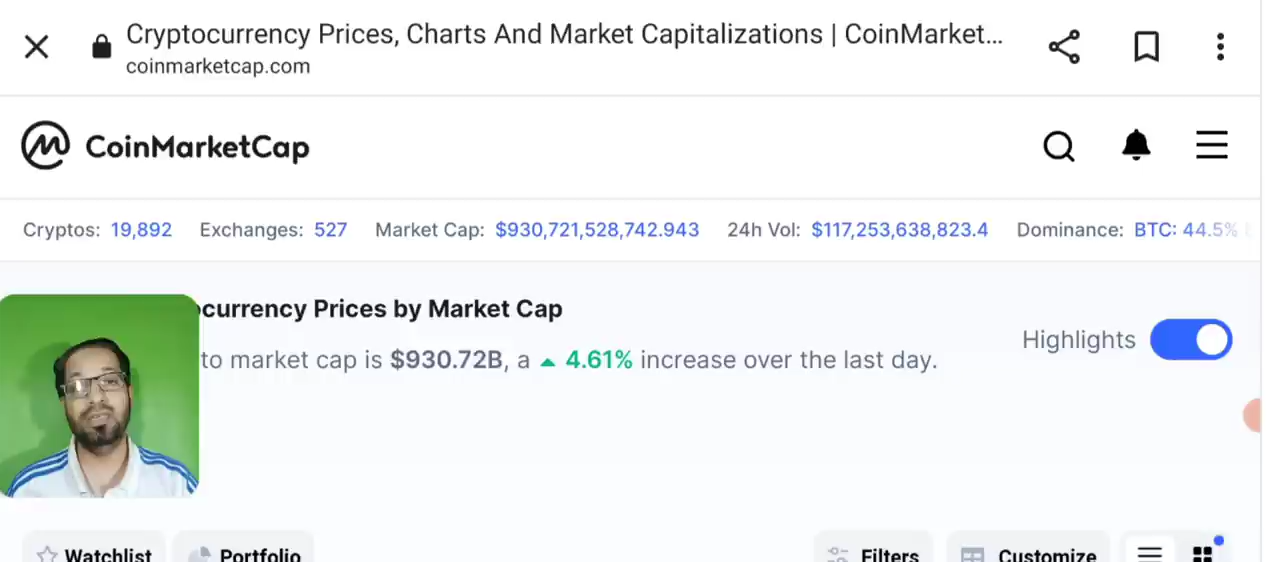 Cryptocurrency Prices, Charts And Market Capitalizations | CoinMarket...
coinmarketcap.com
CoinMarketCap
Cryptos: 19,892 Exchanges: 527 Market Cap: $930,721,528,742.943 24h Vol: $117,253,638,823.4 Dominance: BTC: 44.5%
ocurrency Prices by Market Cap
to market cap is $930.72B, a ▲ 4.61% increase over the last day.
Highlights
Watchlist Portfolio Filters Customize